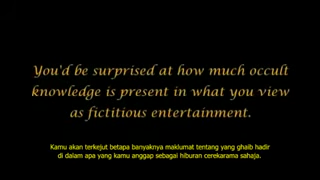 You'd be surprised at how much occult
knowledge is present in what you view
as fictitious entertainment.
Kamu akan terkejut betapa banyaknya maklumat tentang yang ghaib hadir
di dalam apa yang kamu anggap sebagai hiburan cerekarama sahaja.